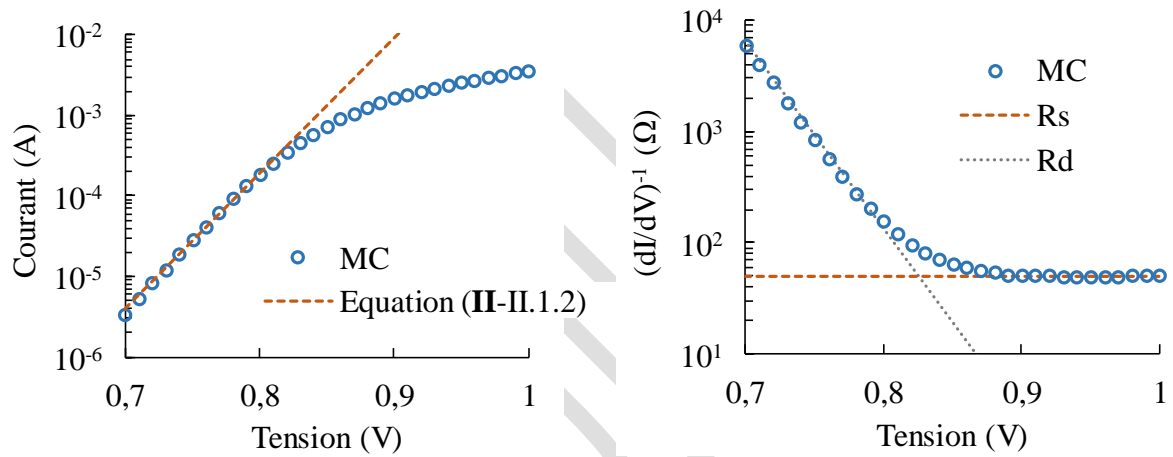 10-2
10-3
10-4
10-5
10-6
Courant (A)
MC
Equation (II-II.1.2)
0,7 0,8 0,9 1
Tension (V)
104
103
102
101
(dI/dV)-1 (Ω)
MC
Rs
Rd
0,7 0,8 0,9 1
Tension (V)